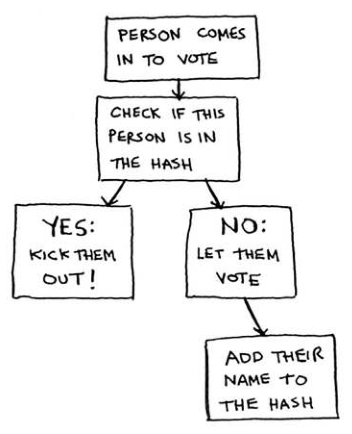 PERSON COMES
IN TO VOTE
CHECK IF THIS
PERSON IS IN
THE HASH
YES:
KICK THEM
OUT!
NO:
LET THEM
VOTE
ADD THEIR
NAME TO
THE HASH